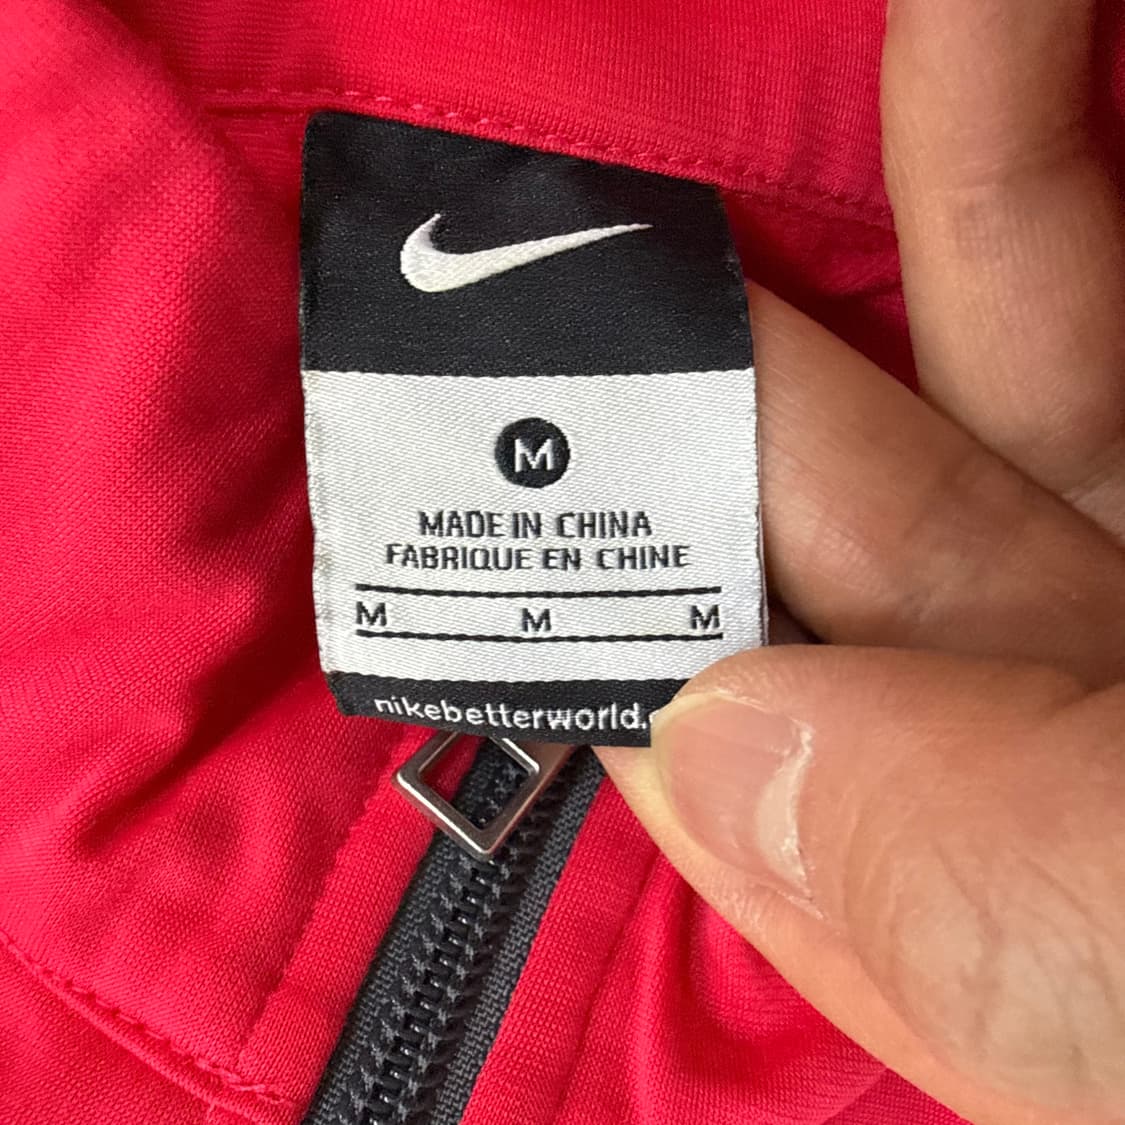 M
MADE IN CHINA
FABRIQUE EN CHINE
M M M
nikebetterworld.